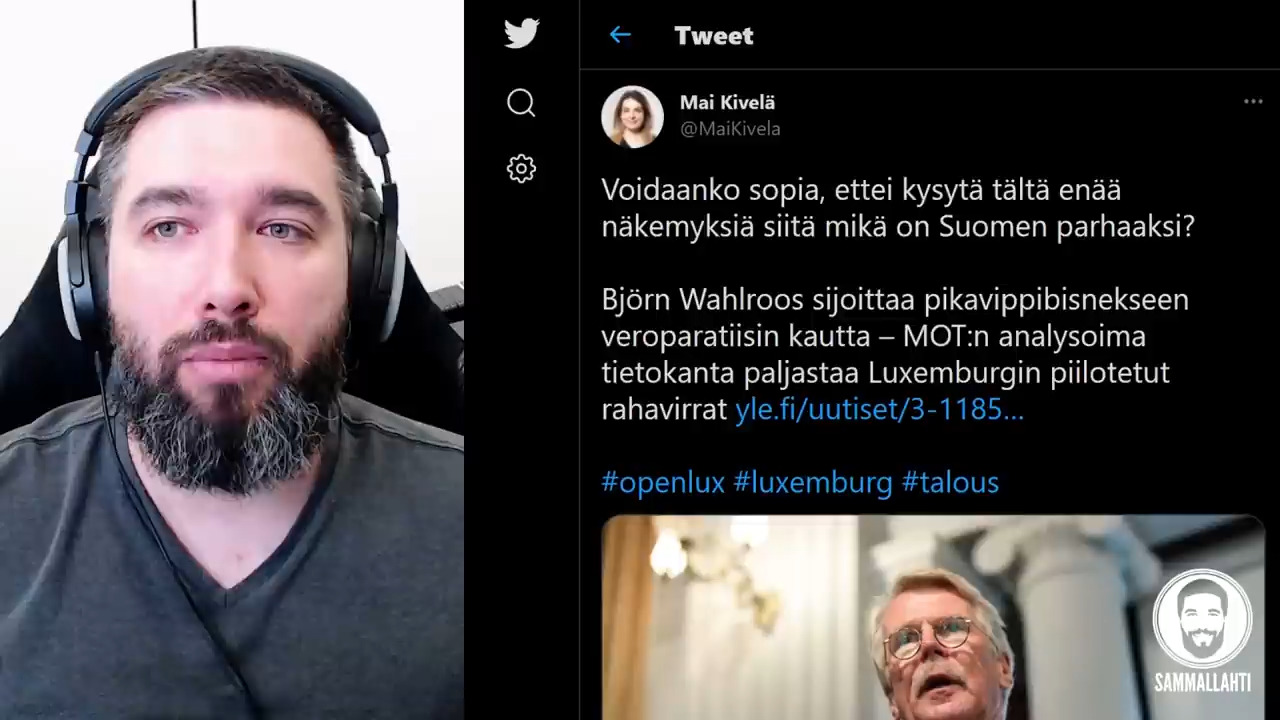 Tweet
Mai Kivelä
@MaiKivela
Voidaanko sopia, ettei kysytä tältä enää
näkemyksiä siitä mikä on Suomen parhaaksi?
Björn Wahlroos sijoittaa pikavippibisnekseen
veroparatiisin kautta – MOT:n analysoima
tietokanta paljastaa Luxemburgin piilotetut
rahavirrat yle.fi/uutiset/3-1185...
#openlux #luxemburg #talous
SAMMALLAHTI